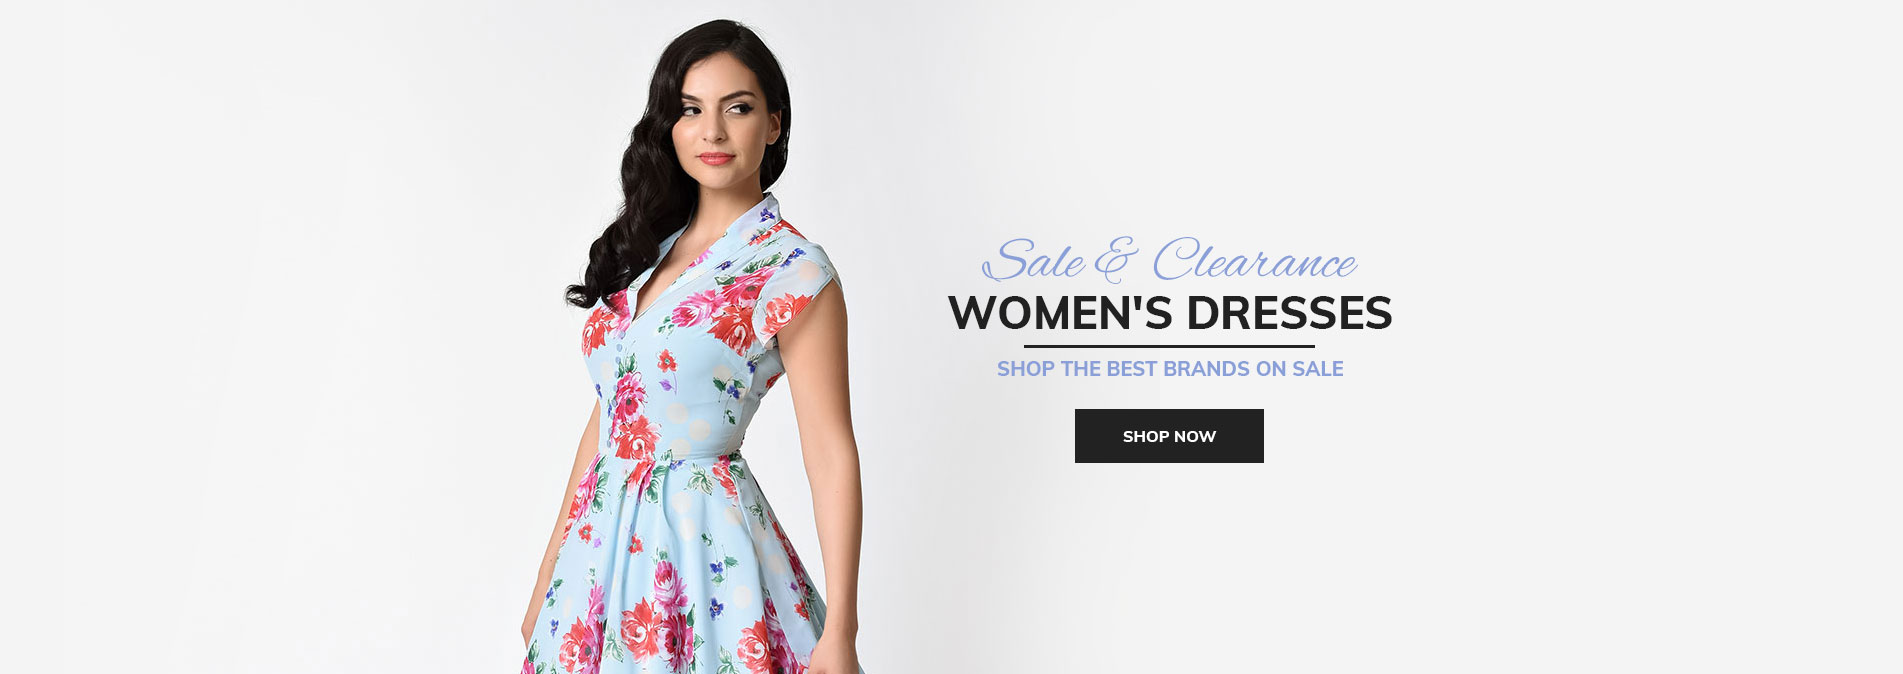 Sale & Clearance
WOMEN'S DRESSES
SHOP THE BEST BRANDS ON SALE
SHOP NOW